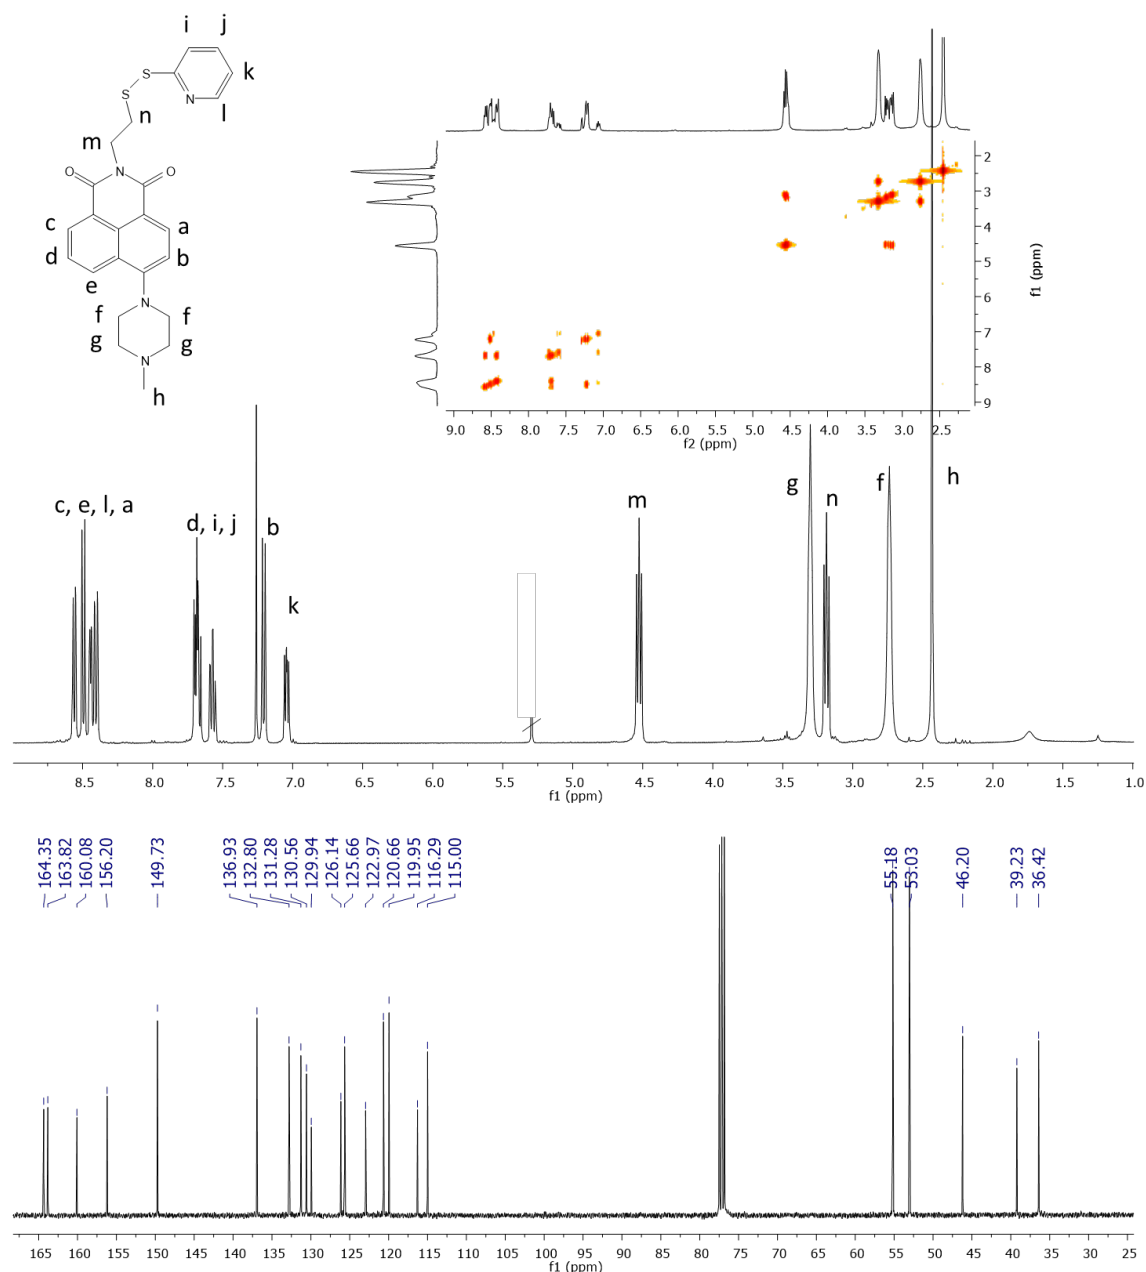 i
j
S
k
S
N
l
n
m
O
N
O
c
a
d
b
e
N
f
f
g
g
N
h
2
3
4
5
6
7
8
9
f1 (ppm)
9.0 8.5 8.0 7.5 7.0 6.5 6.0 5.5 5.0 4.5 4.0 3.5 3.0 2.5
f2 (ppm)
c, e, l, a
d, i, j
b
k
m
g
n
f
h
8.5 8.0 7.5 7.0 6.5 6.0 5.5 5.0 4.5 4.0 3.5 3.0 2.5 2.0 1.5 1.0
f1 (ppm)
164.35
163.82
160.08
156.20
149.73
136.93
132.80
131.28
130.56
129.94
126.14
125.66
122.97
120.66
119.95
116.29
115.00
55.18
53.03
46.20
39.23
36.42
165 160 155 150 145 140 135 130 125 120 115 110 105 100 95 90 85 80 75 70 65 60 55 50 45 40 35 30 25
f1 (ppm)